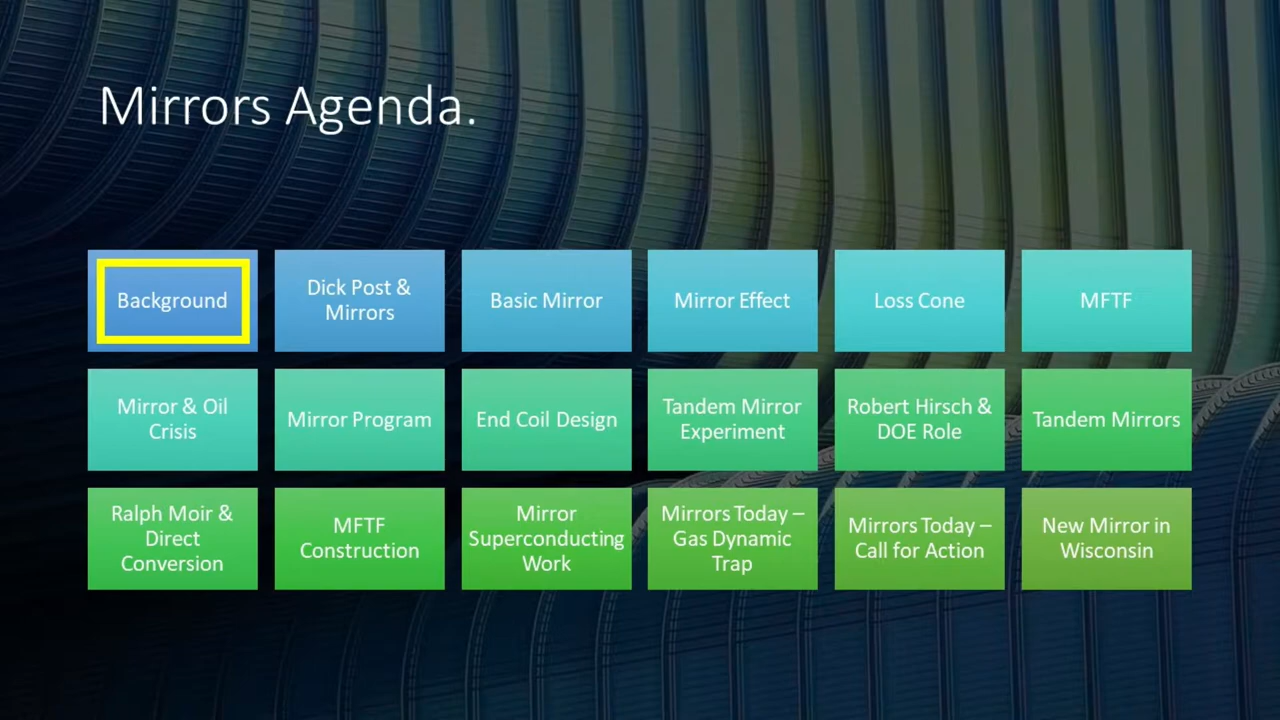 Mirrors Agenda.
Background
Dick Post &
Mirrors
Basic Mirror
Mirror Effect
Loss Cone
MFTF
Mirror & Oil
Crisis
Mirror Program
End Coil Design
Tandem Mirror
Experiment
Robert Hirsch &
DOE Role
Tandem Mirrors
Ralph Moir &
Direct
Conversion
MFTF
Construction
Mirror
Superconducting
Work
Mirrors Today –
Gas Dynamic
Trap
Mirrors Today –
Call for Action
New Mirror in
Wisconsin